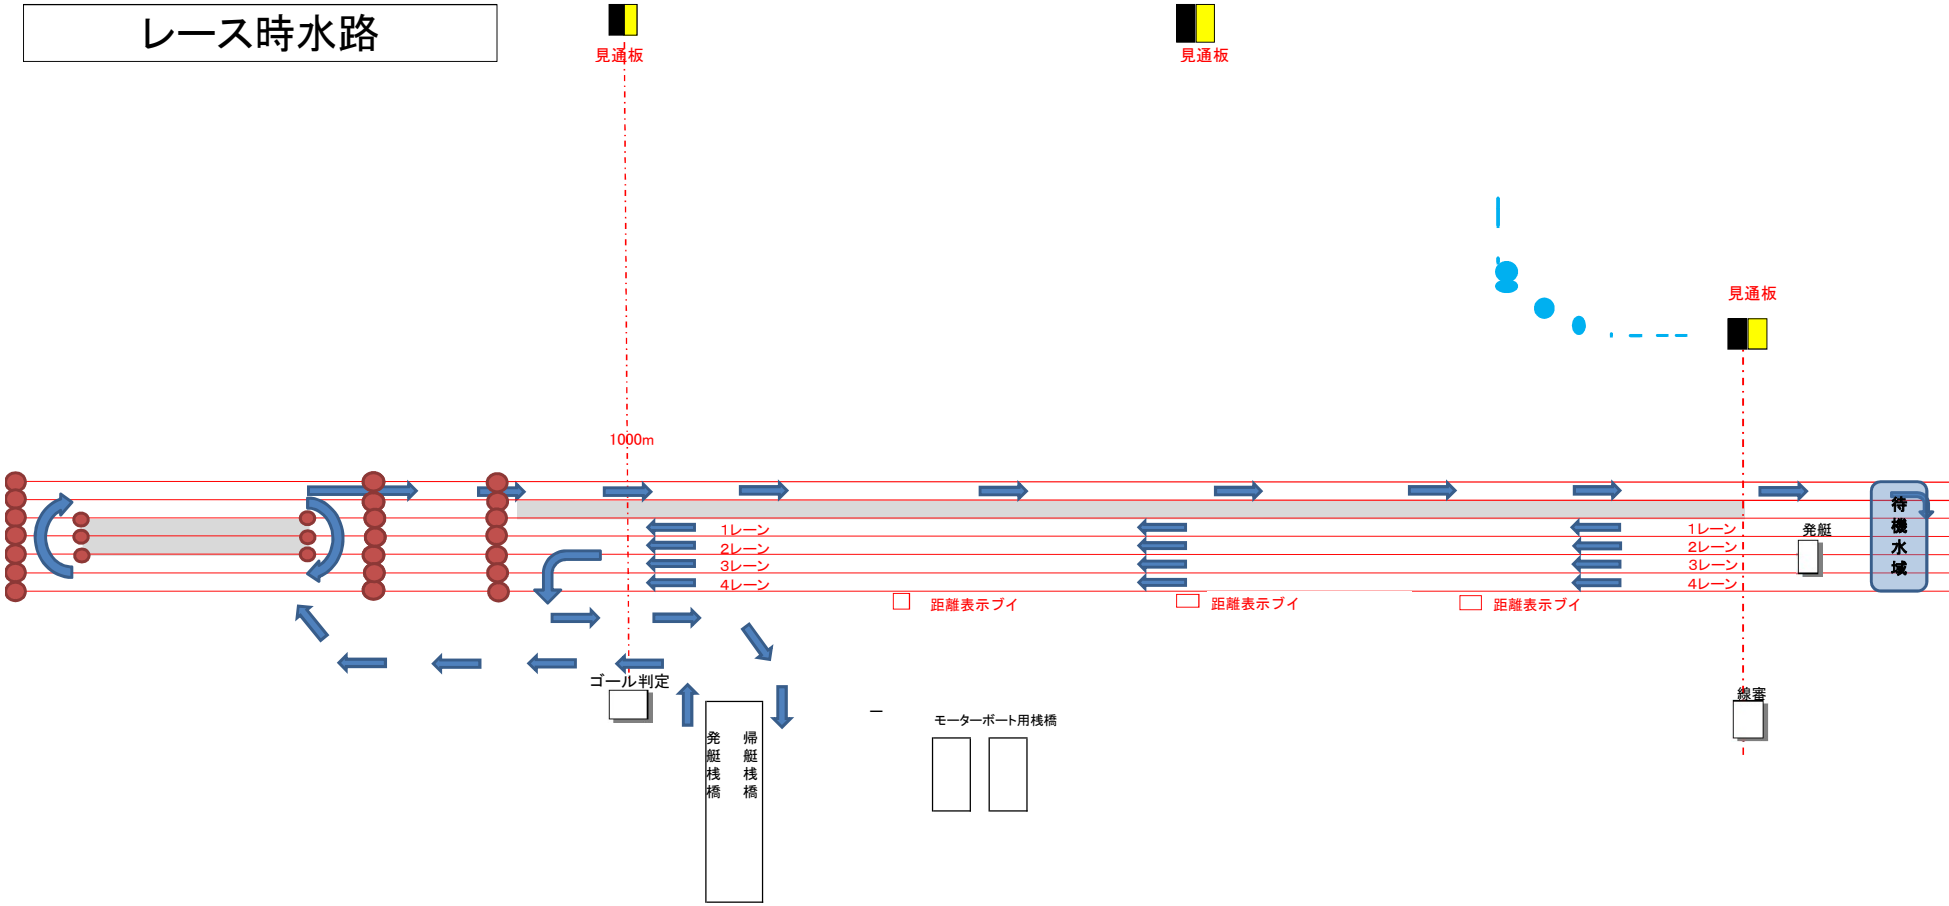 レース時水路
見通板
見通板
見通板
1000m
1レーン
2レーン
3レーン
4レーン
1レーン
2レーン
3レーン
4レーン
発艇
待機水域
距離表示ブイ
距離表示ブイ
距離表示ブイ
ゴール判定
線審
発艇桟橋
帰艇桟橋
モーターボート用桟橋